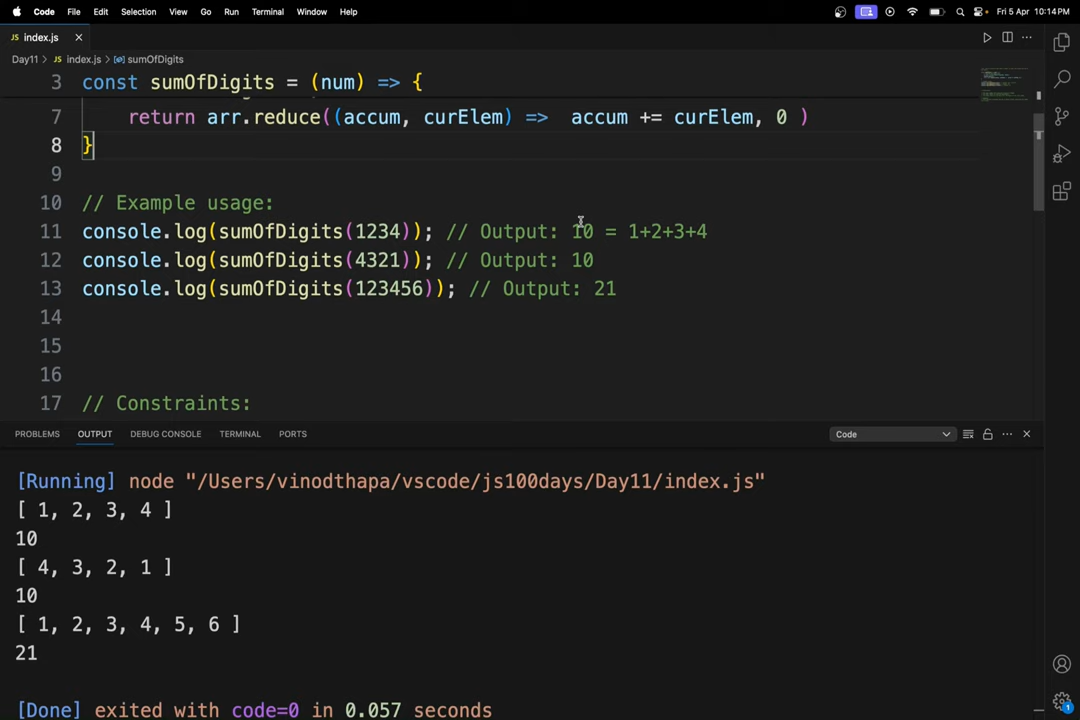 Code File Edit Selection View Go Run Terminal Window Help Fri 5 Apr 10:14 PM
JS index.js
Day11 > JS index.js > sumOfDigits
3 const sumOfDigits = (num) => {
7 return arr.reduce((accum, curElem) => accum += curElem, 0 )
8 }
9
10 // Example usage:
11 console.log(sumOfDigits(1234)); // Output: 10 = 1+2+3+4
12 console.log(sumOfDigits(4321)); // Output: 10
13 console.log(sumOfDigits(123456)); // Output: 21
14
15
16
17 // Constraints:
PROBLEMS OUTPUT DEBUG CONSOLE TERMINAL PORTS Code
[Running] node "/Users/vinodthapa/vscode/js100days/Day11/index.js"
[ 1, 2, 3, 4 ]
10
[ 4, 3, 2, 1 ]
10
[ 1, 2, 3, 4, 5, 6 ]
21
[Done] exited with code=0 in 0.057 seconds
1